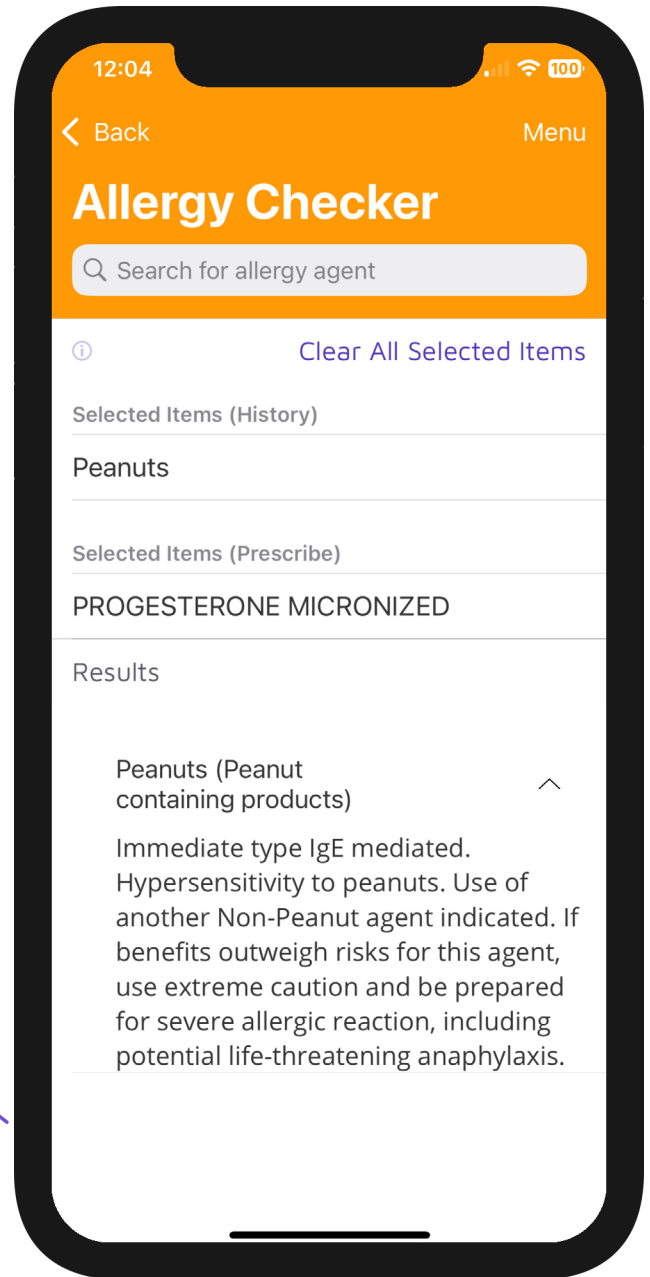 12:04
100
Back
Menu
Allergy Checker
Search for allergy agent
Clear All Selected Items
Selected Items (History)
Peanuts
Selected Items (Prescribe)
PROGESTERONE MICRONIZED
Results
Peanuts (Peanut
containing products)
Immediate type IgE mediated.
Hypersensitivity to peanuts. Use of
another Non-Peanut agent indicated. If
benefits outweigh risks for this agent,
use extreme caution and be prepared
for severe allergic reaction, including
potential life-threatening anaphylaxis.